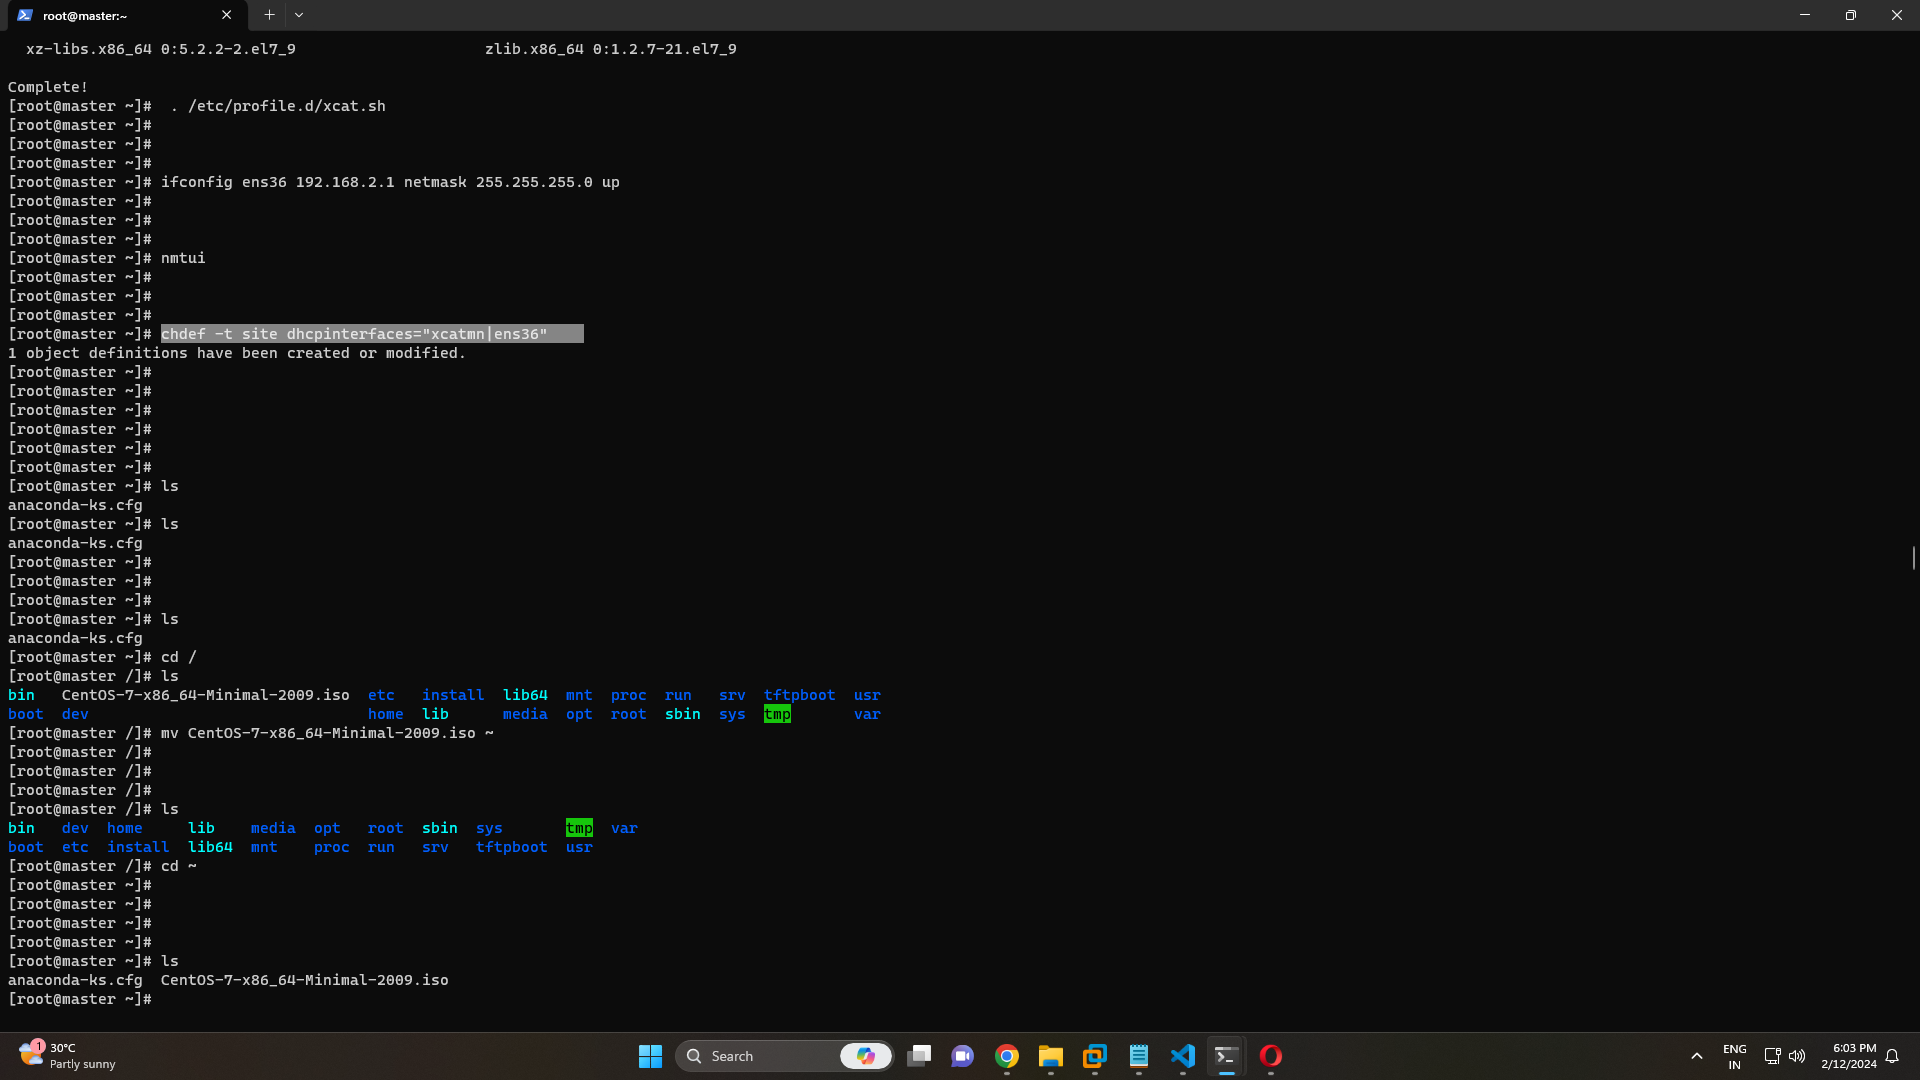 root@master:~
xz-libs.x86_64 0:5.2.2-2.el7_9 zlib.x86_64 0:1.2.7-21.el7_9
Complete!
[root@master ~]#  . /etc/profile.d/xcat.sh
[root@master ~]#
[root@master ~]#
[root@master ~]#
[root@master ~]# ifconfig ens36 192.168.2.1 netmask 255.255.255.0 up
[root@master ~]#
[root@master ~]#
[root@master ~]#
[root@master ~]# nmtui
[root@master ~]#
[root@master ~]#
[root@master ~]#
[root@master ~]# chdef -t site dhcpinterfaces="xcatmn|ens36"
1 object definitions have been created or modified.
[root@master ~]#
[root@master ~]#
[root@master ~]#
[root@master ~]#
[root@master ~]#
[root@master ~]#
[root@master ~]# ls
anaconda-ks.cfg
[root@master ~]# ls
anaconda-ks.cfg
[root@master ~]#
[root@master ~]#
[root@master ~]#
[root@master ~]# ls
anaconda-ks.cfg
[root@master ~]# cd /
[root@master /]# ls
bin CentOS-7-x86_64-Minimal-2009.iso etc install lib64 mnt proc run srv tftpboot usr
boot dev home lib media opt root sbin sys tmp var
[root@master /]# mv CentOS-7-x86_64-Minimal-2009.iso ~
[root@master /]#
[root@master /]#
[root@master /]#
[root@master /]# ls
bin dev home lib media opt root sbin sys tmp var
boot etc install lib64 mnt proc run srv tftpboot usr
[root@master /]# cd ~
[root@master ~]#
[root@master ~]#
[root@master ~]#
[root@master ~]#
[root@master ~]# ls
anaconda-ks.cfg CentOS-7-x86_64-Minimal-2009.iso
[root@master ~]#
1
30°C
Partly sunny
Search
ENG
IN
6:03 PM
2/12/2024